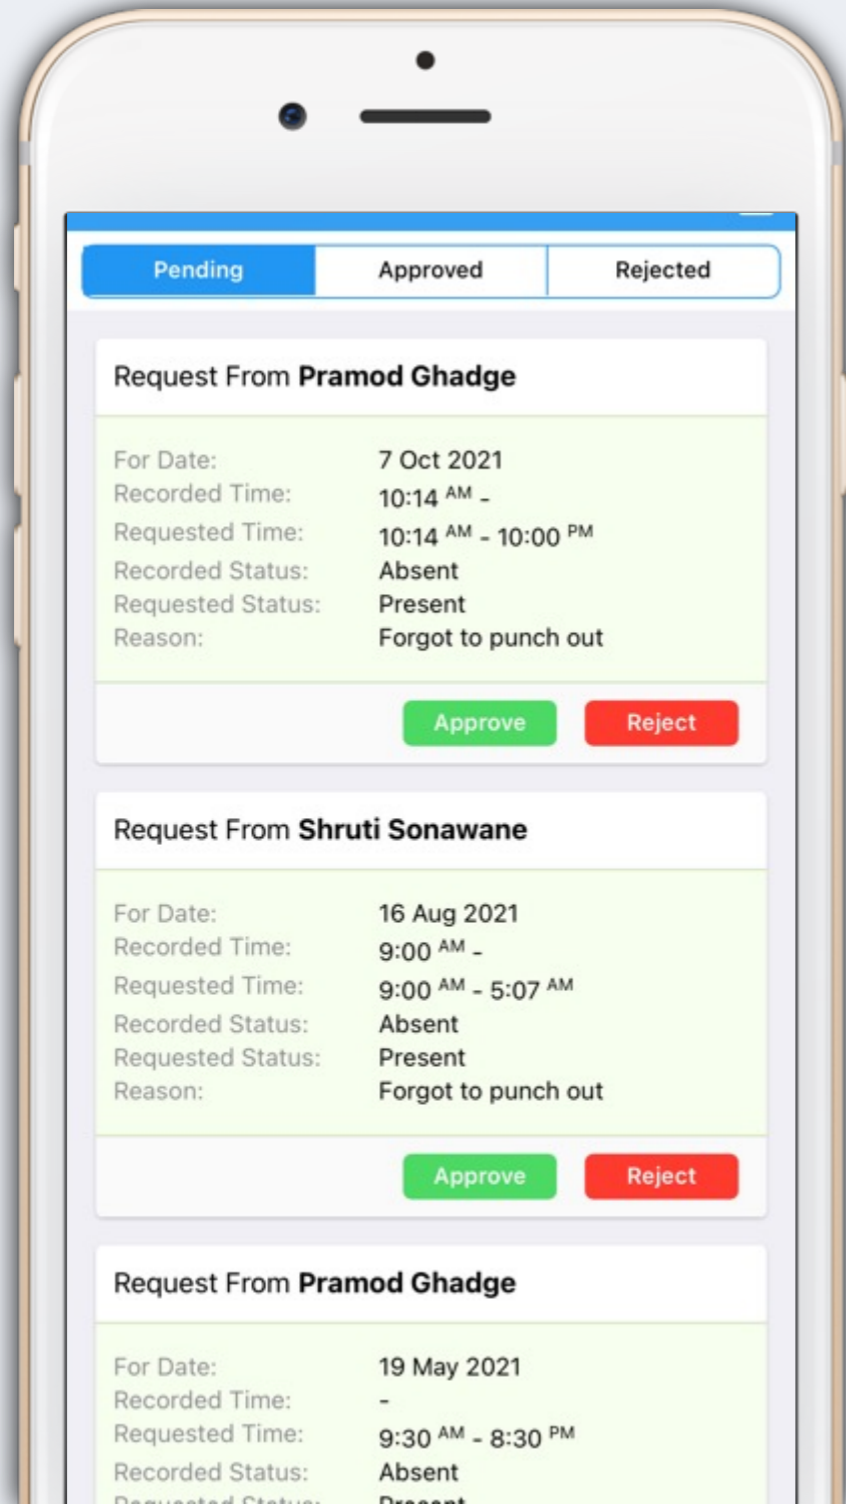 Pending Approved Rejected
Request From Pramod Ghadge
For Date: 7 Oct 2021
Recorded Time: 10:14 AM -
Requested Time: 10:14 AM - 10:00 PM
Recorded Status: Absent
Requested Status: Present
Reason: Forgot to punch out
Approve Reject
Request From Shruti Sonawane
For Date: 16 Aug 2021
Recorded Time: 9:00 AM -
Requested Time: 9:00 AM - 5:07 AM
Recorded Status: Absent
Requested Status: Present
Reason: Forgot to punch out
Approve Reject
Request From Pramod Ghadge
For Date: 19 May 2021
Recorded Time: -
Requested Time: 9:30 AM - 8:30 PM
Recorded Status: Absent
Requested Status: Present